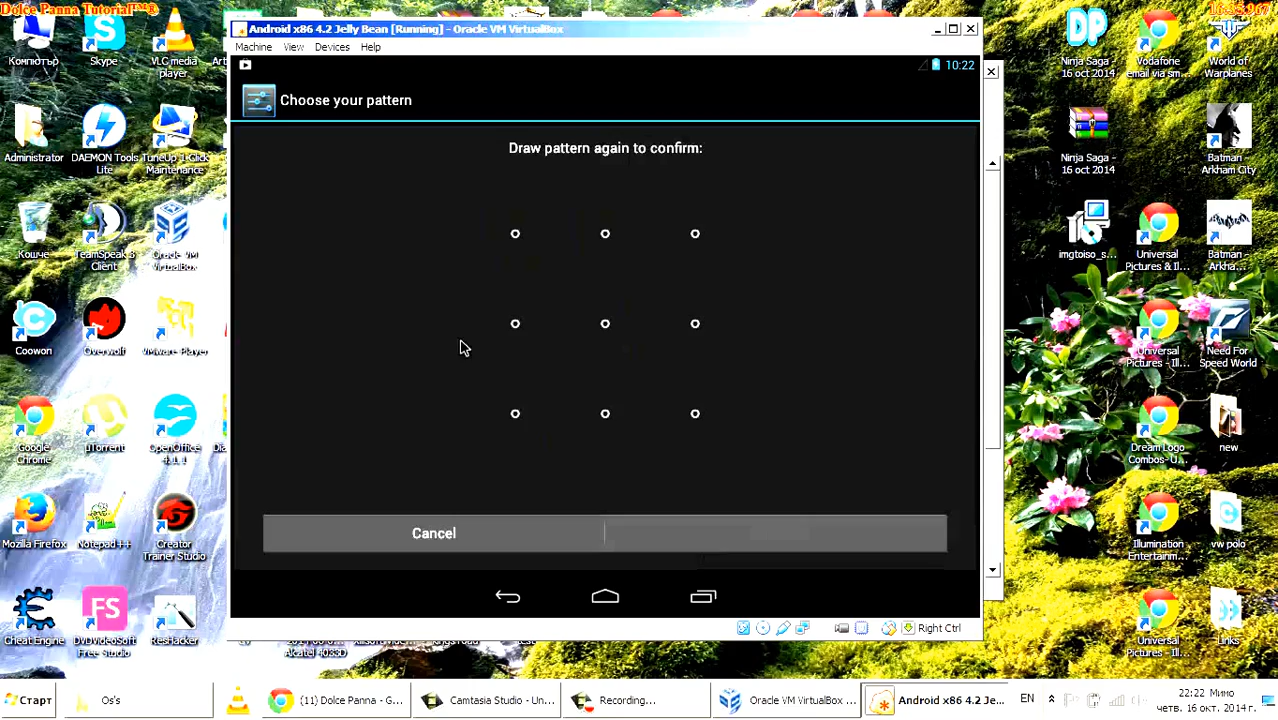 Dolce Panna Tutorial™®
Android x86 4.2 Jelly Bean [Running] - Oracle VM VirtualBox
Machine View Devices Help
10:22
Choose your pattern
Draw pattern again to confirm:
Cancel
Right Ctrl
Компютър
Skype
VLC media player
Administrator
DAEMON Tools Lite
TuneUp 1-Click Maintenance
Кошче
TeamSpeak 3 Client
Oracle VM VirtualBox
Coowon
Overwolf
VMware Player
Google Chrome
µTorrent
OpenOffice 4.1.1
Mozilla Firefox
Notepad++
Creator Trainer Studio
Cheat Engine
DVDVideoSoft Free Studio
ResHacker
Alcatel 4033D
Ninja Saga - 16 oct 2014
Vodafone email via sm...
World of Warplanes
Ninja Saga - 16 oct 2014
Batman - Arkham City
imgtoiso_s...
Universal Pictures & Il...
Batman - Arkha...
Universal Pictures - Ill...
Need For Speed World
Dream Logo Combos- U...
new
Illumination Entertainm...
vw polo
Universal Pictures - Ill...
Links
Старт
Os's
(11) Dolce Panna - G...
Camtasia Studio - Un...
Recording...
Oracle VM VirtualBox ...
Android x86 4.2 Je...
EN
22:22 Мино
четв. 16 окт. 2014 г.